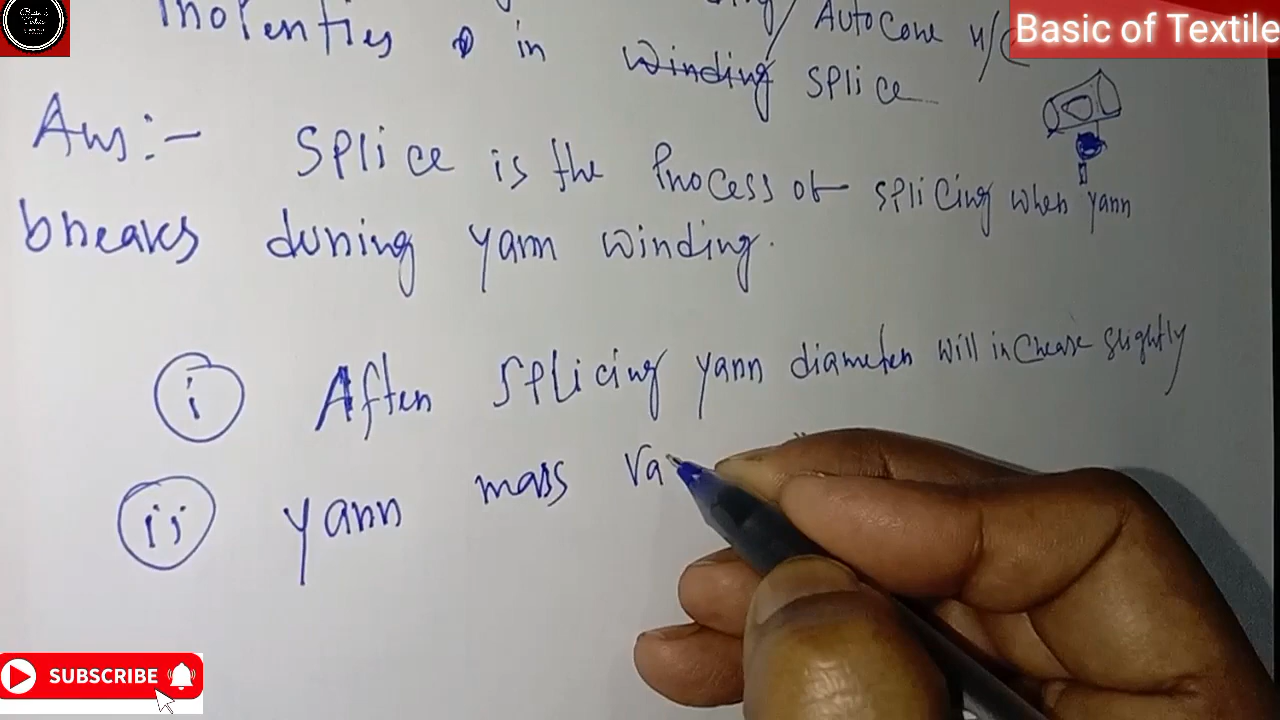 Basic of Textile
in Winding / AutoCone M/C
splice
Ans:- Splice is the Process of splicing when yarn
breaks during yarn winding.
i After splicing yarn diameter will increase slightly
ii yarn mass va
SUBSCRIBE